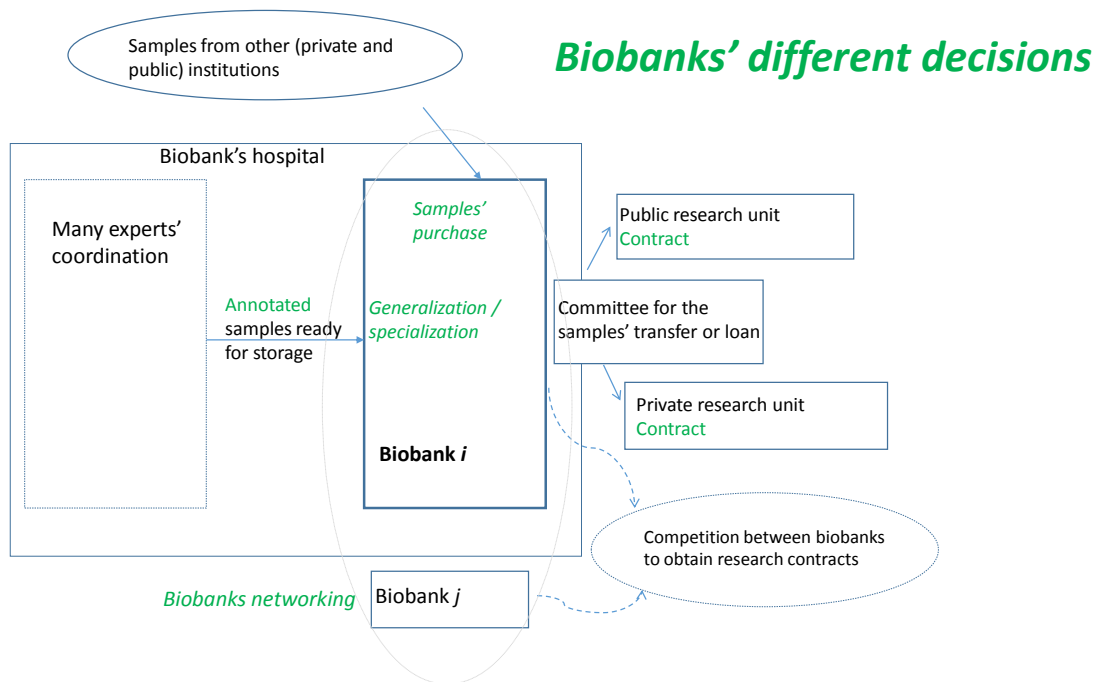 Samples from other (private and
public) institutions
Biobanks’ different decisions
Biobank’s hospital
Many experts’
coordination
Samples’
purchase
Public research unit
Contract
Annotated
samples ready
for storage
Generalization /
specialization
Committee for the
samples’ transfer or loan
Private research unit
Contract
Biobank i
Competition between biobanks
to obtain research contracts
Biobanks networking
Biobank j